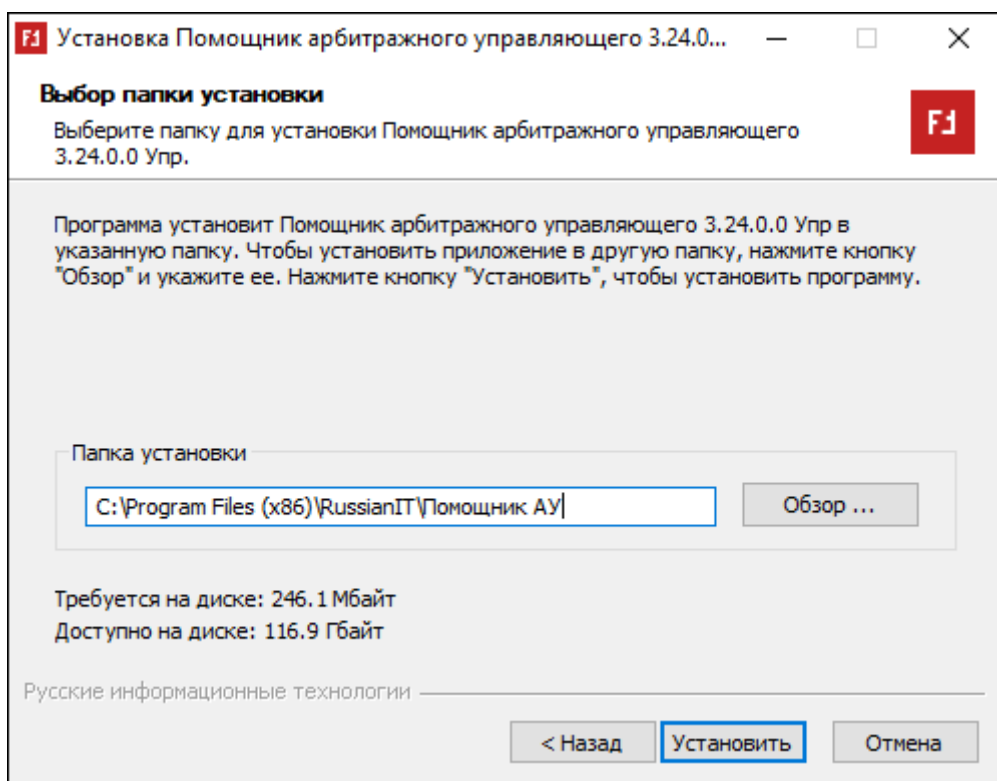 Установка Помощник арбитражного управляющего 3.24.0...
Выбор папки установки
Выберите папку для установки Помощник арбитражного управляющего
3.24.0.0 Упр.
Программа установит Помощник арбитражного управляющего 3.24.0.0 Упр в
указанную папку. Чтобы установить приложение в другую папку, нажмите кнопку
"Обзор" и укажите ее. Нажмите кнопку "Установить", чтобы установить программу.
Папка установки
C:\Program Files (x86)\RussianIT\Помощник АУ
Обзор ...
Требуется на диске: 246.1 Мбайт
Доступно на диске: 116.9 Гбайт
Русские информационные технологии
< Назад
Установить
Отмена